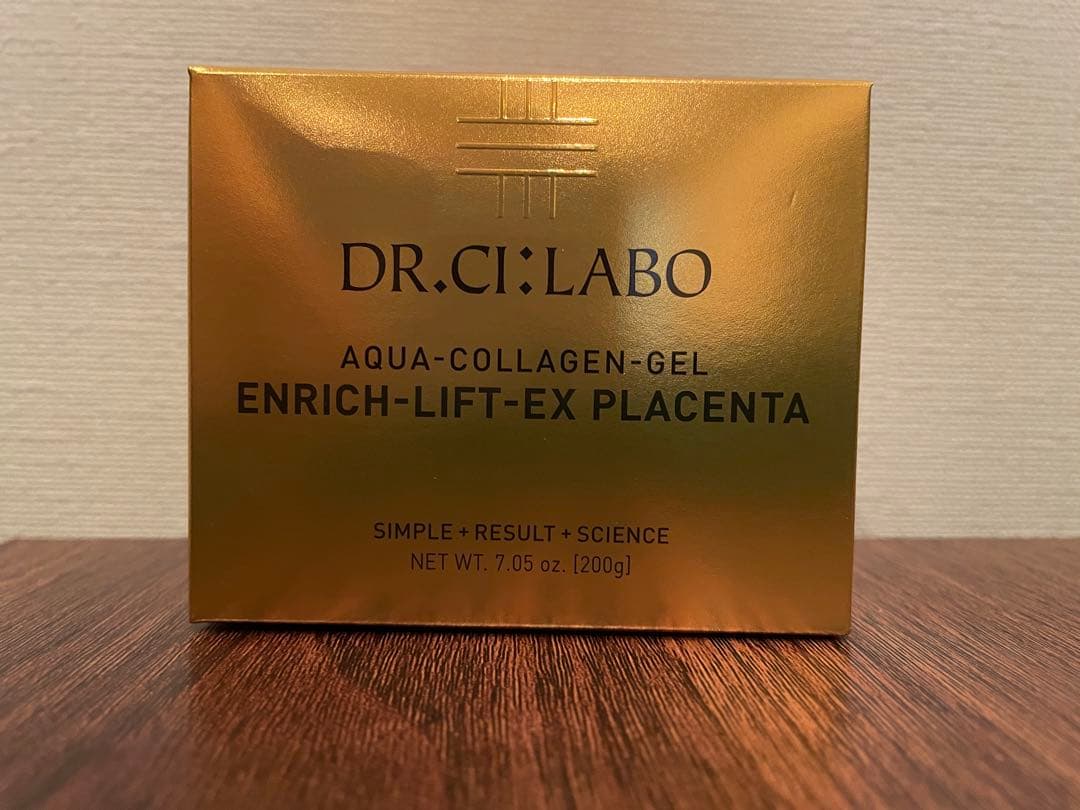 DR.CI:LABO
AQUA-COLLAGEN-GEL
ENRICH-LIFT-EX PLACENTA
SIMPLE + RESULT + SCIENCE
NET WT. 7.05 oz. [200g]